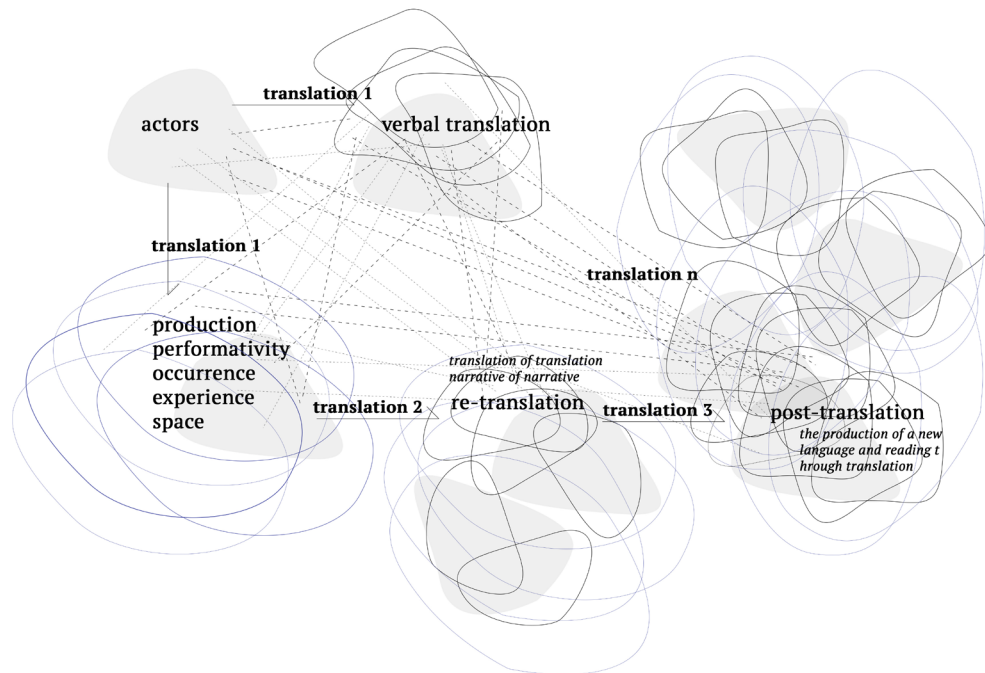 translation 1
actors
verbal translation
translation 1
translation n
production
performativity
occurrence
experience
space
translation of translation
narrative of narrative
re-translation
translation 2
translation 3
post-translation
the production of a new
language and reading t
hrough translation